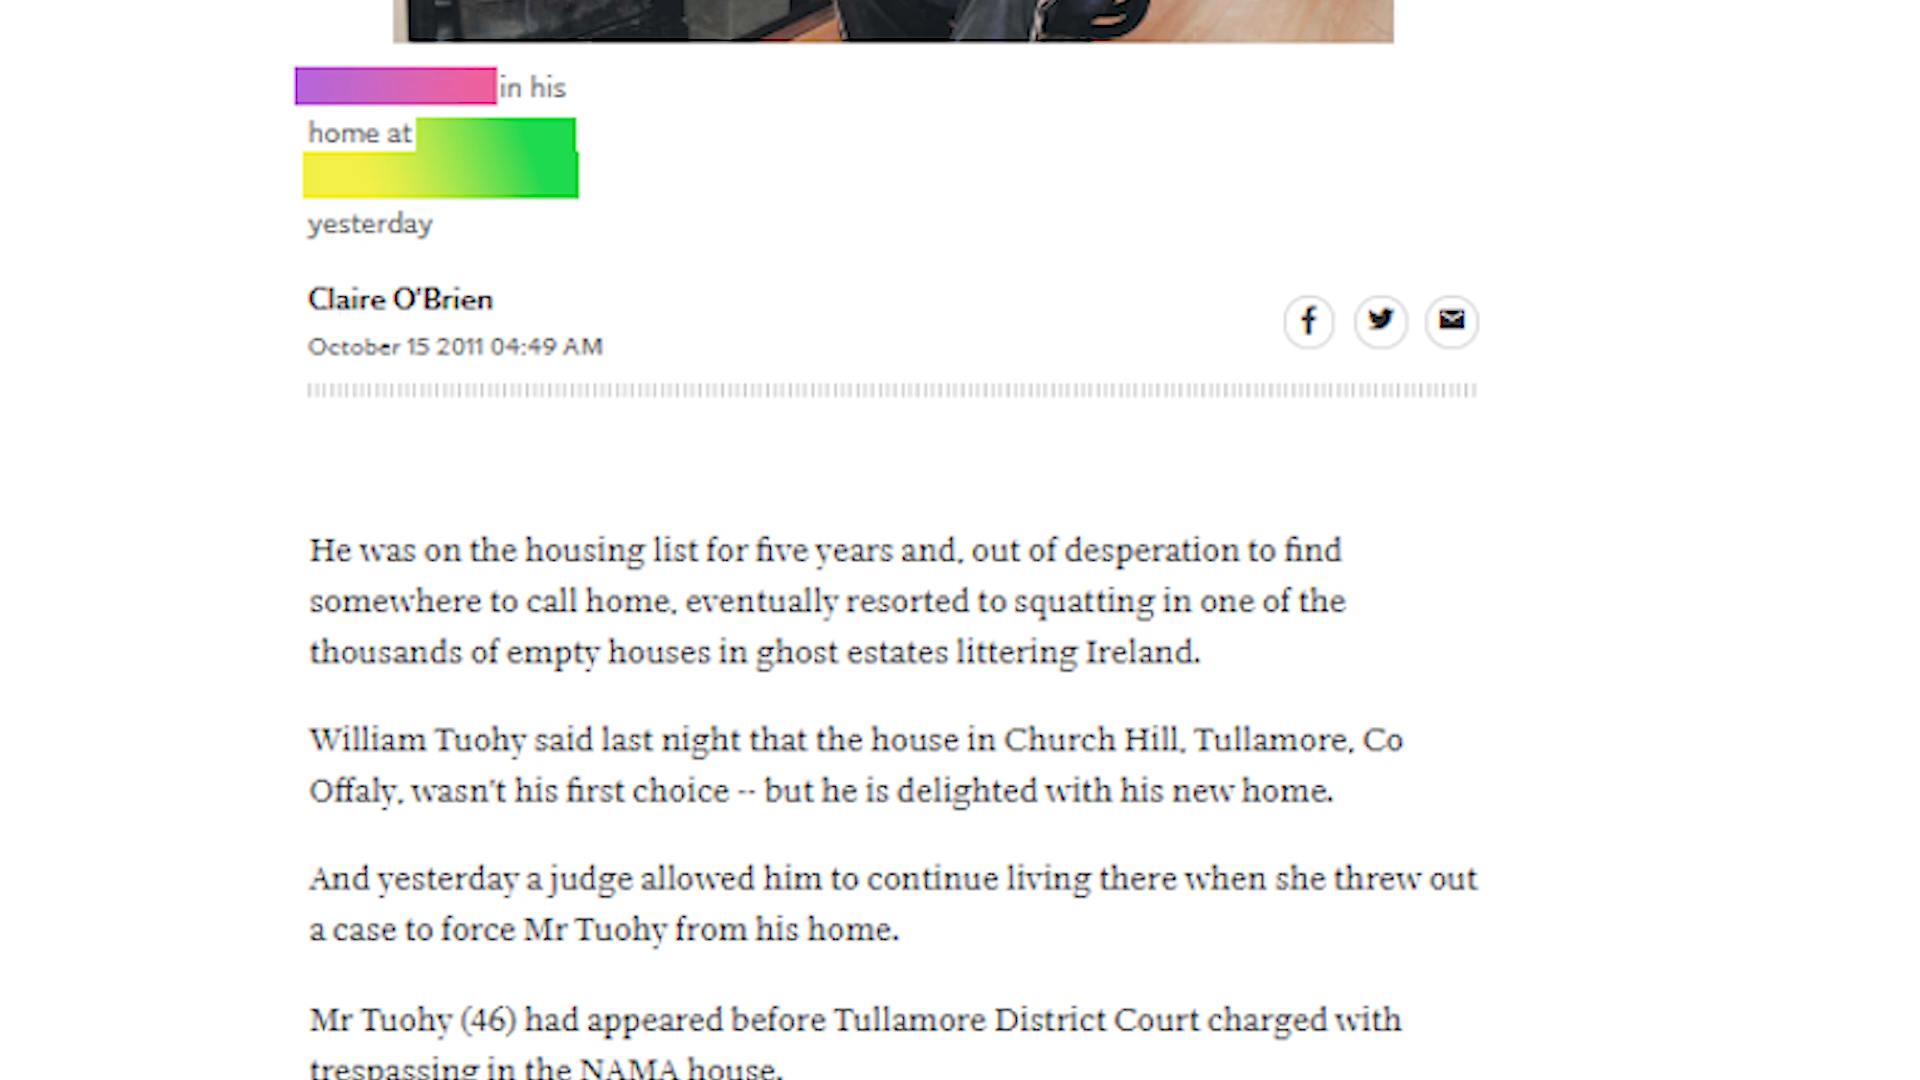 in his
home at
yesterday
Claire O'Brien
October 15 2011 04:49 AM
He was on the housing list for five years and, out of desperation to find
somewhere to call home, eventually resorted to squatting in one of the
thousands of empty houses in ghost estates littering Ireland.
William Tuohy said last night that the house in Church Hill, Tullamore, Co
Offaly, wasn't his first choice -- but he is delighted with his new home.
And yesterday a judge allowed him to continue living there when she threw out
a case to force Mr Tuohy from his home.
Mr Tuohy (46) had appeared before Tullamore District Court charged with
trespassing in the NAMA house.